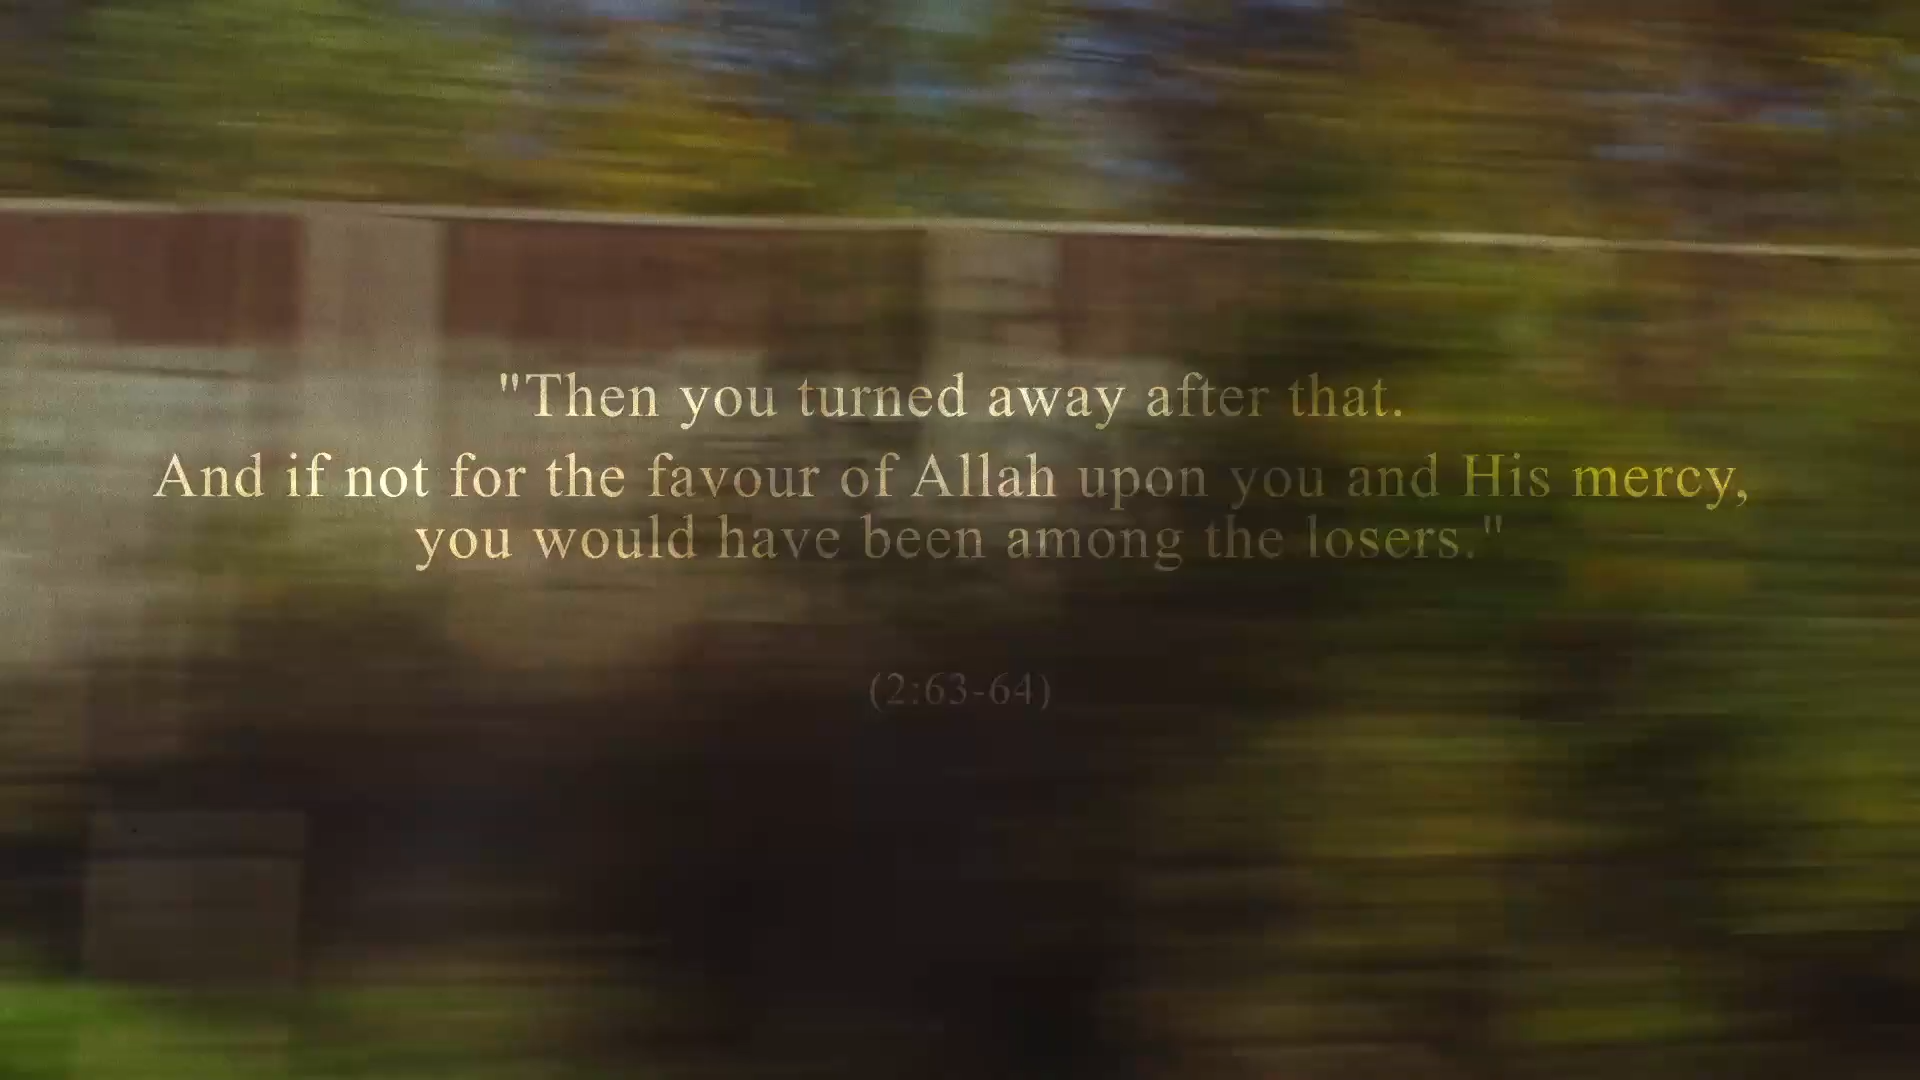 "Then you turned away after that.
And if not for the favour of Allah upon you and His mercy,
you would have been among the losers."
(2:63-64)